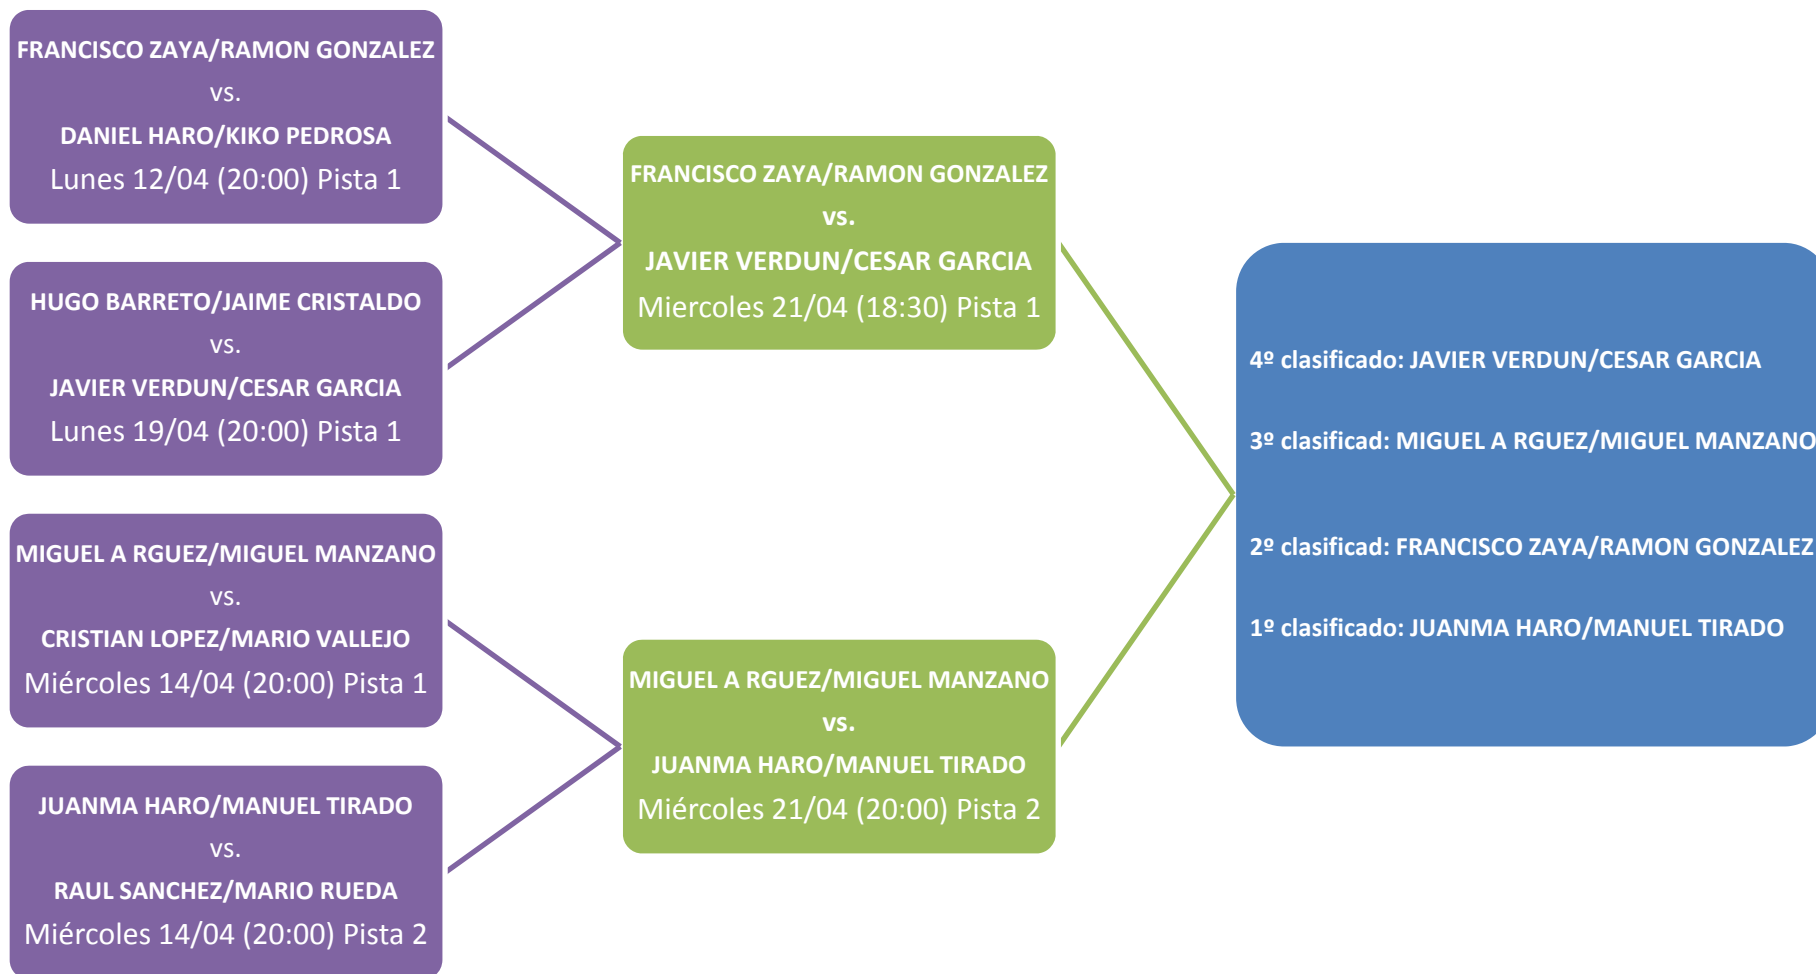 FRANCISCO ZAYA/RAMON GONZALEZ
vs.
DANIEL HARO/KIKO PEDROSA
Lunes 12/04 (20:00) Pista 1
HUGO BARRETO/JAIME CRISTALDO
vs.
JAVIER VERDUN/CESAR GARCIA
Lunes 19/04 (20:00) Pista 1
MIGUEL A RGUEZ/MIGUEL MANZANO
vs.
CRISTIAN LOPEZ/MARIO VALLEJO
Miércoles 14/04 (20:00) Pista 1
JUANMA HARO/MANUEL TIRADO
vs.
RAUL SANCHEZ/MARIO RUEDA
Miércoles 14/04 (20:00) Pista 2
FRANCISCO ZAYA/RAMON GONZALEZ
vs.
JAVIER VERDUN/CESAR GARCIA
Miercoles 21/04 (18:30) Pista 1
MIGUEL A RGUEZ/MIGUEL MANZANO
vs.
JUANMA HARO/MANUEL TIRADO
Miércoles 21/04 (20:00) Pista 2
4º clasificado: JAVIER VERDUN/CESAR GARCIA
3º clasificad: MIGUEL A RGUEZ/MIGUEL MANZANO
2º clasificad: FRANCISCO ZAYA/RAMON GONZALEZ
1º clasificado: JUANMA HARO/MANUEL TIRADO